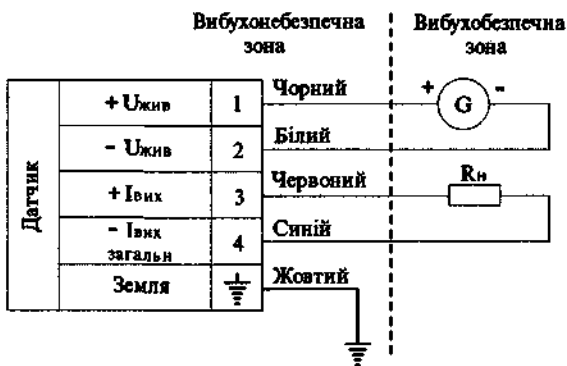 Вибухонебезпечна
зона
Вибухобезпечна
зона
Датчик
+ Uжив
1
Чорний
+ G -
- Uжив
2
Білий
+ Iвих
3
Червоний
Rн
- Iвих
загальн
4
Синій
Земля
Жовтий